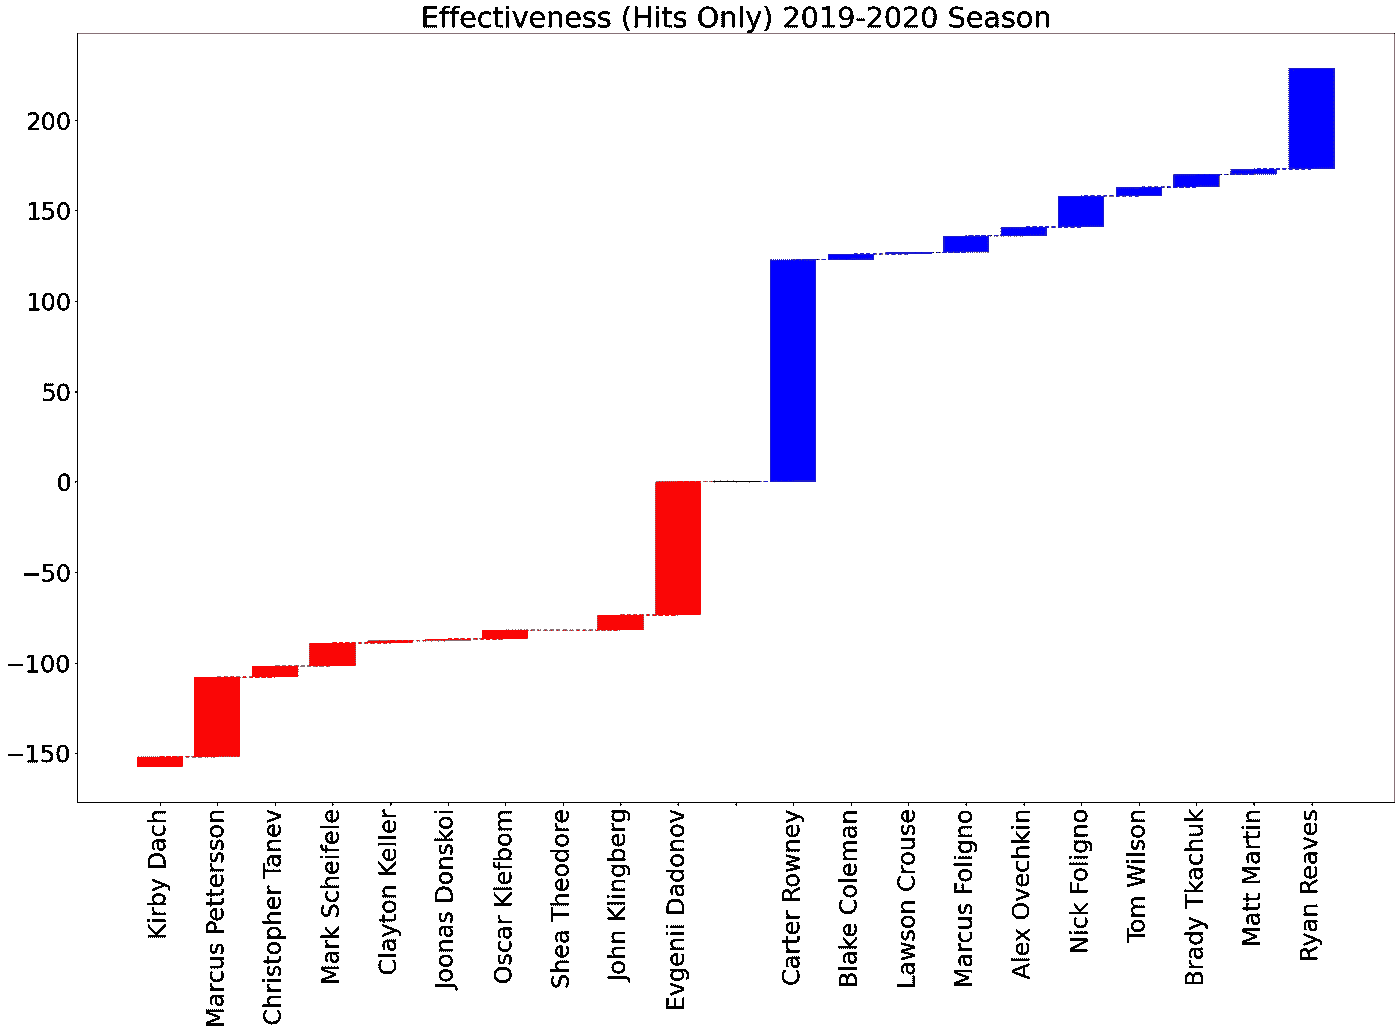 Effectiveness (Hits Only) 2019-2020 Season
200
150
100
50
0
−50
−100
−150
Kirby Dach
Marcus Pettersson
Christopher Tanev
Mark Scheifele
Clayton Keller
Joonas Donskoi
Oscar Klefbom
Shea Theodore
John Klingberg
Evgenii Dadonov
Carter Rowney
Blake Coleman
Lawson Crouse
Marcus Foligno
Alex Ovechkin
Nick Foligno
Tom Wilson
Brady Tkachuk
Matt Martin
Ryan Reaves